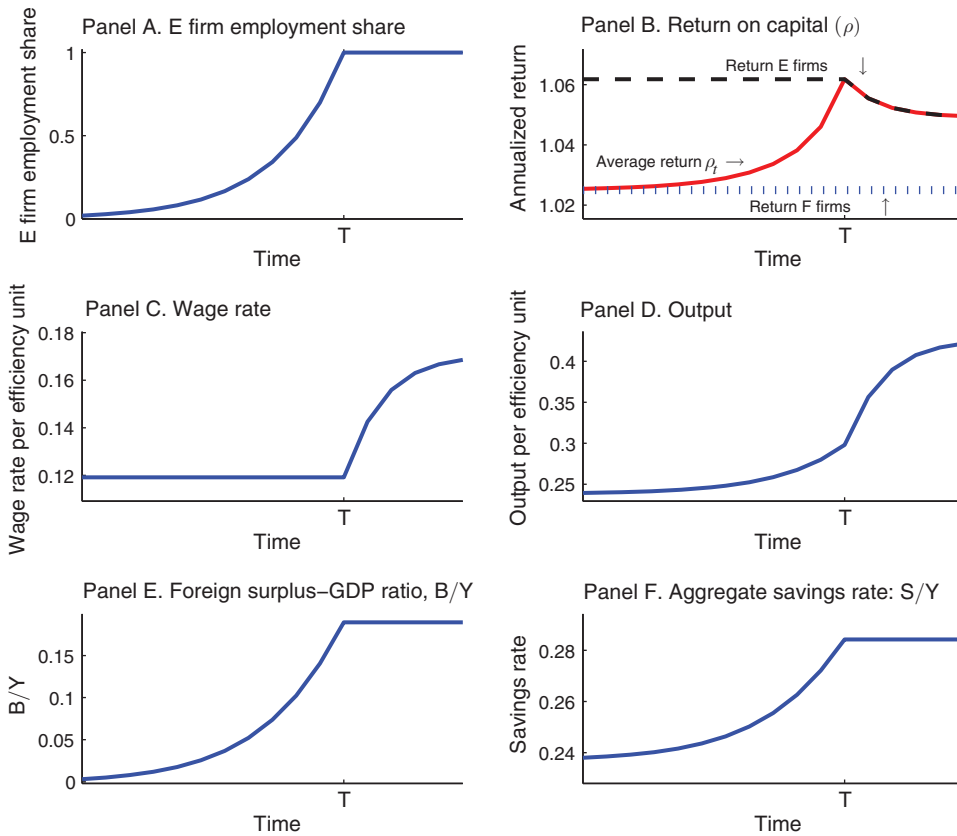 Panel A. E firm employment share
E firm employment share
1
0.5
0
T
Time
Panel B. Return on capital (ρ)
Annualized return
1.06
1.04
1.02
Return E firms ↓
Average return ρt →
Return F firms ↑
T
Time
Panel C. Wage rate
Wage rate per efficiency unit
0.18
0.16
0.14
0.12
T
Time
Panel D. Output
Output per efficiency unit
0.4
0.35
0.3
0.25
T
Time
Panel E. Foreign surplus−GDP ratio, B/Y
B/Y
0.15
0.1
0.05
0
T
Time
Panel F. Aggregate savings rate: S/Y
Savings rate
0.28
0.26
0.24
T
Time